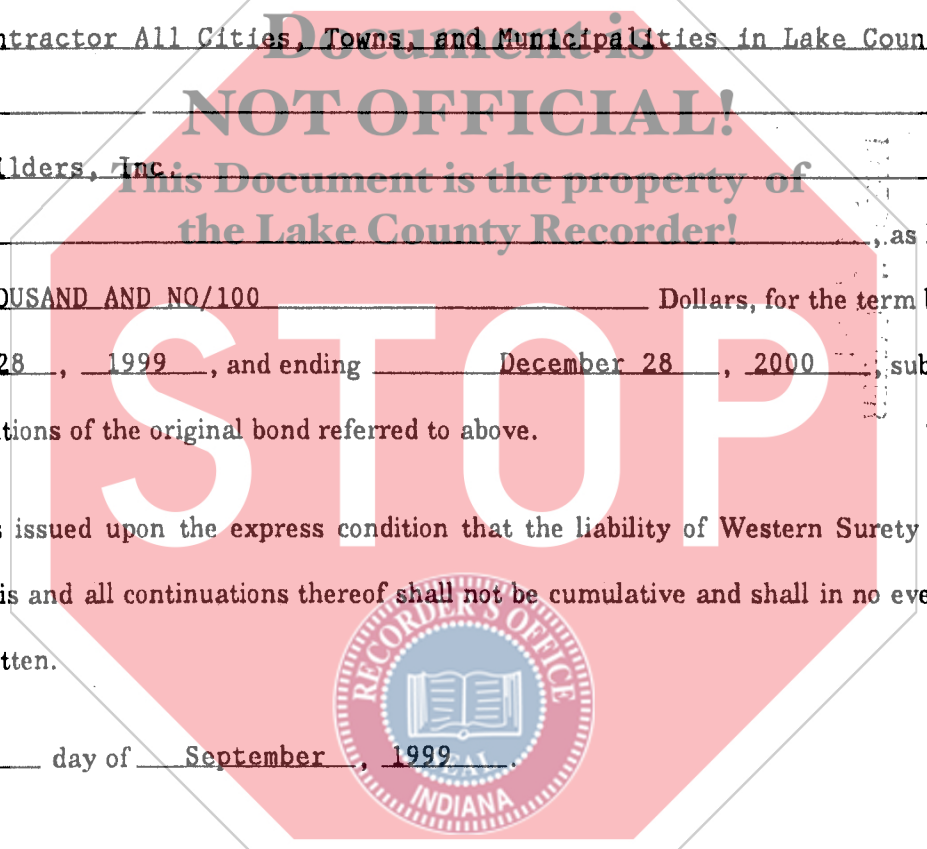 Document is
ntractor All Cities, Towns, and Municipalities in Lake Coun
NOT OFFICIAL!
ilders, Inc.
This Document is the property of
the Lake County Recorder!
, as
OUSAND AND NO/100 Dollars, for the term b
28, 1999, and ending December 28, 2000; sub
STOP
tions of the original bond referred to above.
s issued upon the express condition that the liability of Western Surety
is and all continuations thereof shall not be cumulative and shall in no eve
tten.
RECORDER'S OFFICE
day of September, 1999.
SEAL
INDIANA